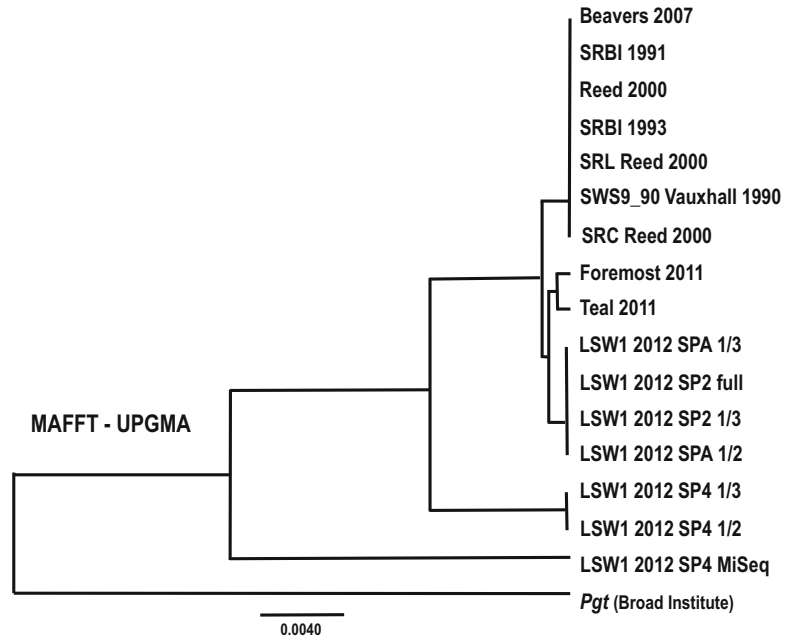 Beavers 2007
SRBI 1991
Reed 2000
SRBI 1993
SRL Reed 2000
SWS9_90 Vauxhall 1990
SRC Reed 2000
Foremost 2011
Teal 2011
LSW1 2012 SPA 1/3
LSW1 2012 SP2 full
LSW1 2012 SP2 1/3
MAFFT - UPGMA
LSW1 2012 SPA 1/2
LSW1 2012 SP4 1/3
LSW1 2012 SP4 1/2
LSW1 2012 SP4 MiSeq
Pgt (Broad Institute)
0.0040